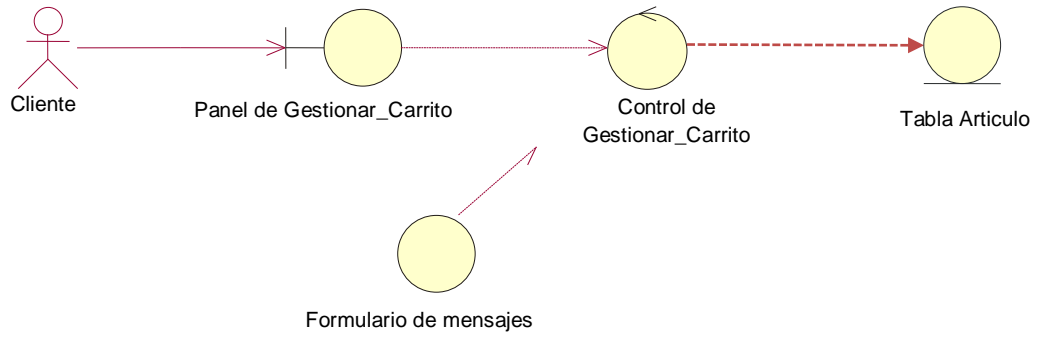 Cliente
Panel de Gestionar_Carrito
Control de
Gestionar_Carrito
Tabla Articulo
Formulario de mensajes